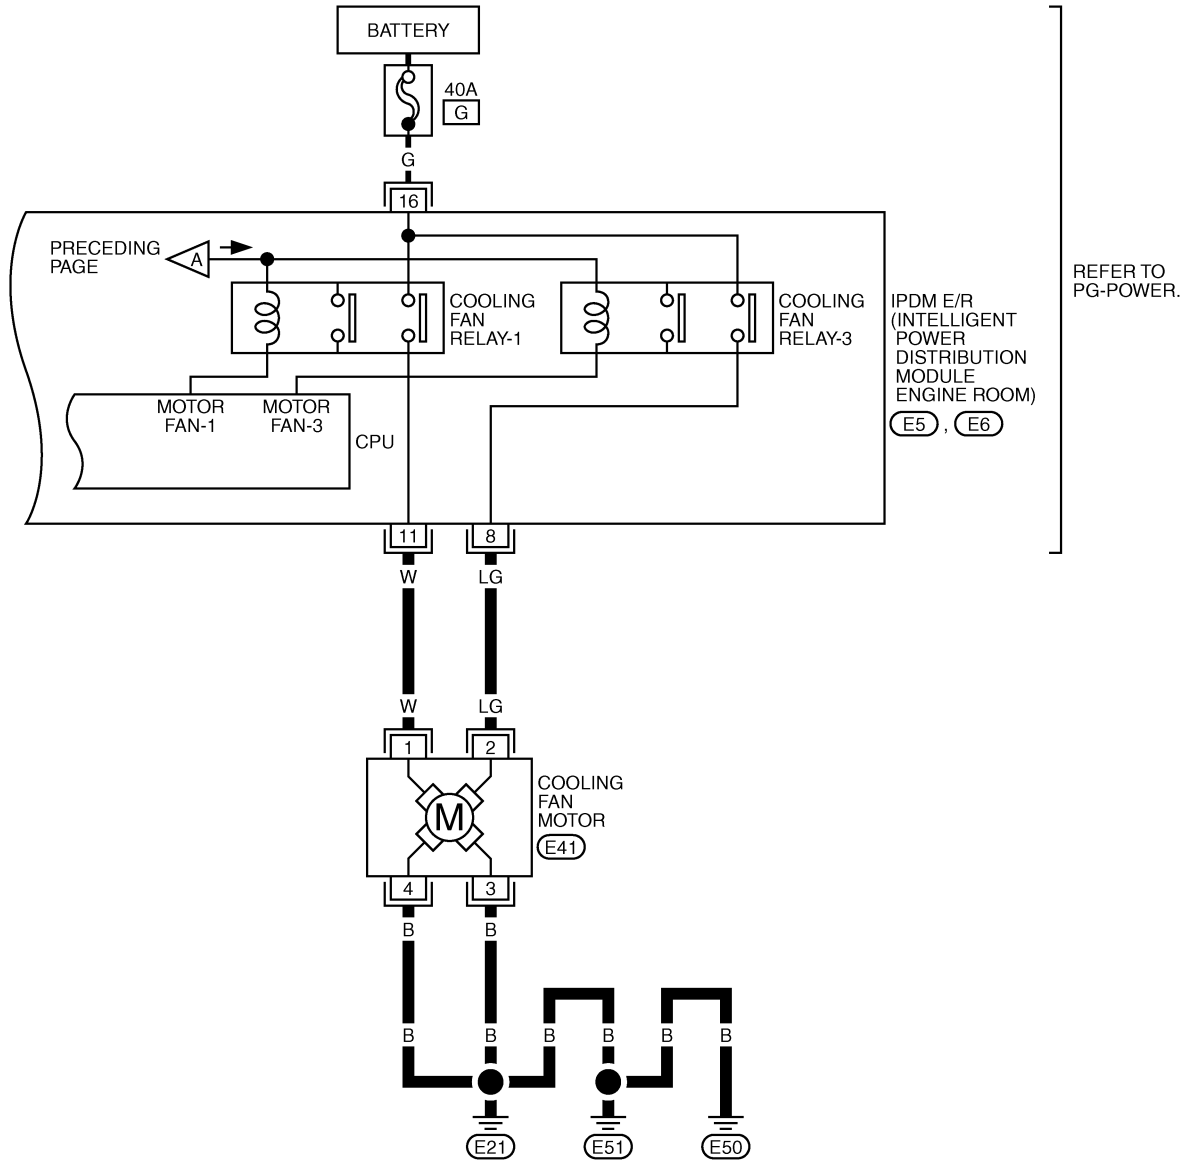 BATTERY
40A
G
G
16
PRECEDING
PAGE
A
COOLING
FAN
RELAY-1
COOLING
FAN
RELAY-3
REFER TO
PG-POWER.
IPDM E/R
(INTELLIGENT
POWER
DISTRIBUTION
MODULE
ENGINE ROOM)
E5 , E6
MOTOR
FAN-1
MOTOR
FAN-3
CPU
11 8
W LG
W LG
1 2
COOLING
FAN
MOTOR
E41
M
4 3
B B
B B B B B B
E21 E51 E50